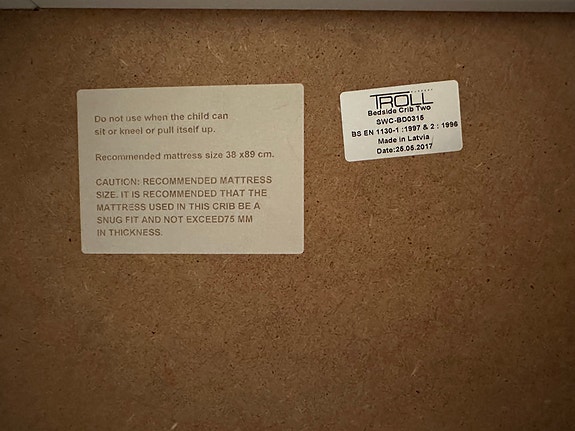 Do not use when the child can
sit or kneel or pull itself up.
Recommended mattress size 38 x89 cm.
CAUTION: RECOMMENDED MATTRESS
SIZE. IT IS RECOMMENDED THAT THE
MATTRESS USED IN THIS CRIB BE A
SNUG FIT AND NOT EXCEED75 MM
IN THICKNESS.
TROLL
Bedside Crib Two
SWC-BD0315
BS EN 1130-1 :1997 & 2 : 1996
Made in Latvia
Date:25.05.2017